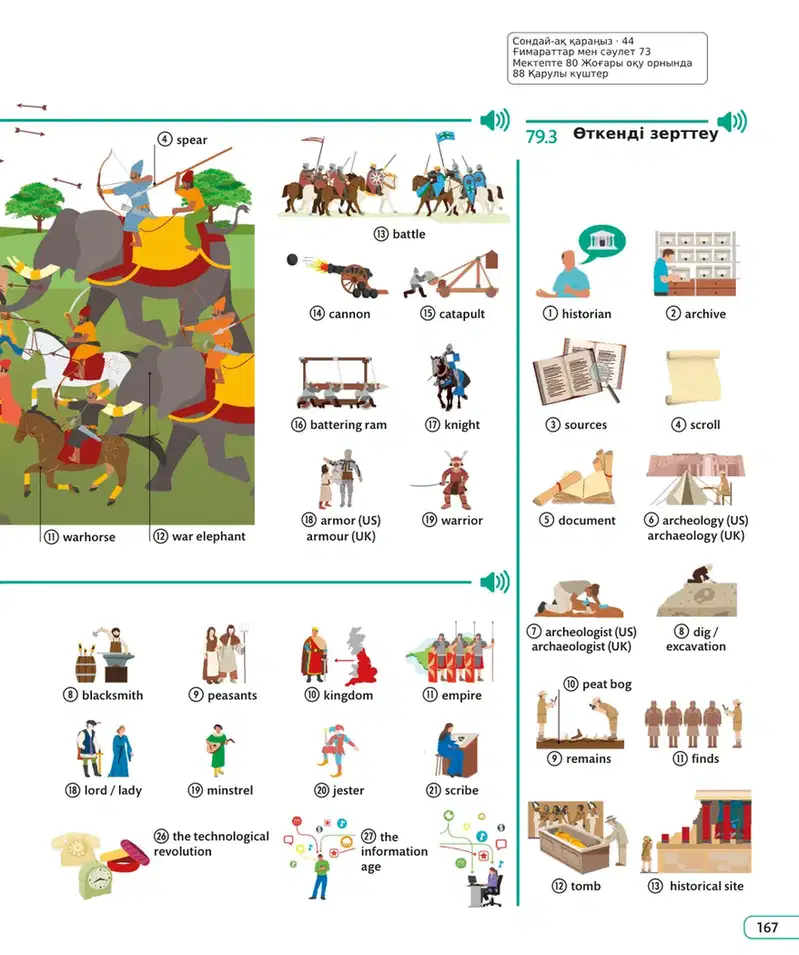 Сондай-ақ қараңыз · 44
Ғимараттар мен сәулет 73
Мектепте 80 Жоғары оқу орнында
88 Қарулы күштер
④ spear
⑬ battle
⑭ cannon
⑮ catapult
⑯ battering ram
⑰ knight
⑪ warhorse
⑫ war elephant
⑱ armor (US)
armour (UK)
⑲ warrior
⑧ blacksmith
⑨ peasants
⑩ kingdom
⑪ empire
⑱ lord / lady
⑲ minstrel
⑳ jester
㉑ scribe
㉖ the technological
revolution
㉗ the
information
age
79.3 Өткенді зерттеу
① historian
② archive
③ sources
④ scroll
⑤ document
⑥ archeology (US)
archaeology (UK)
⑦ archeologist (US)
archaeologist (UK)
⑧ dig /
excavation
⑩ peat bog
⑨ remains
⑪ finds
⑫ tomb
⑬ historical site
167